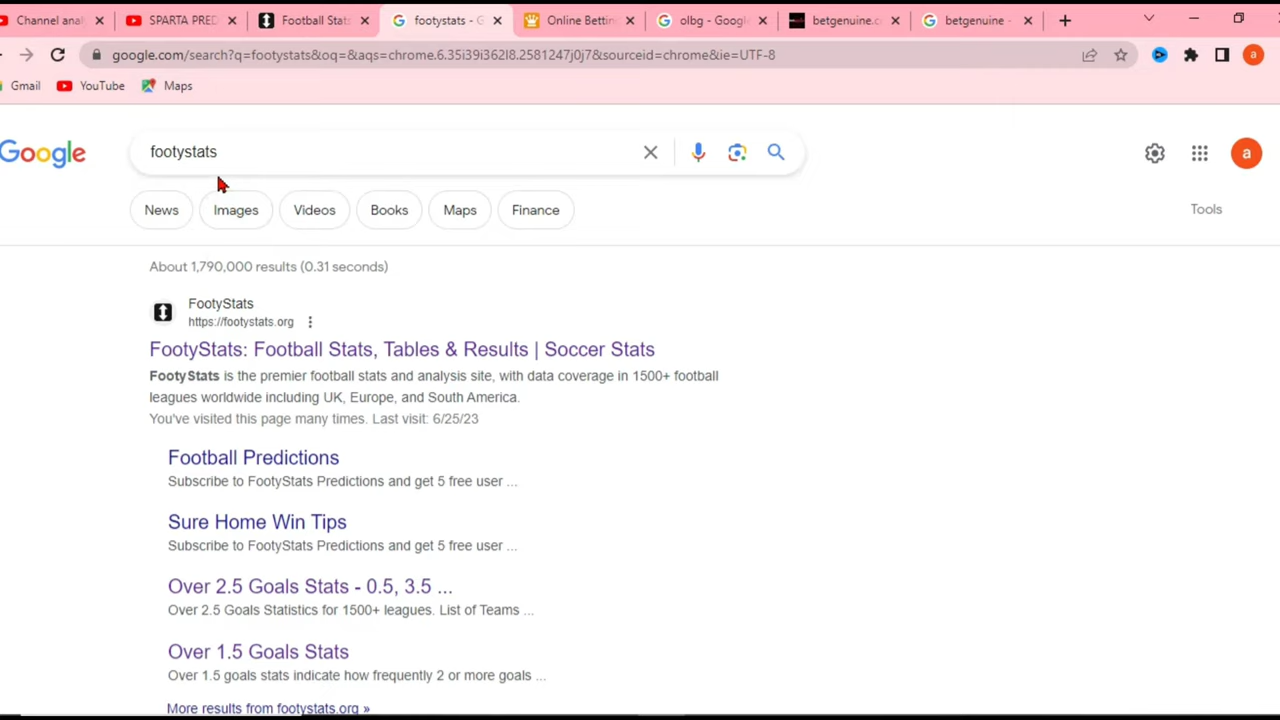 Channel anal
SPARTA PRED
Football Stats
footystats - G
Online Bettin
olbg - Google
betgenuine.c
betgenuine -
google.com/search?q=footystats&oq=&aqs=chrome.6.35i39i362l8.2581247j0j7&sourceid=chrome&ie=UTF-8
a
Gmail
YouTube
Maps
Google
footystats
a
News
Images
Videos
Books
Maps
Finance
Tools
About 1,790,000 results (0.31 seconds)
FootyStats
https://footystats.org
FootyStats: Football Stats, Tables & Results | Soccer Stats
FootyStats is the premier football stats and analysis site, with data coverage in 1500+ football
leagues worldwide including UK, Europe, and South America.
You've visited this page many times. Last visit: 6/25/23
Football Predictions
Subscribe to FootyStats Predictions and get 5 free user ...
Sure Home Win Tips
Subscribe to FootyStats Predictions and get 5 free user ...
Over 2.5 Goals Stats - 0.5, 3.5 ...
Over 2.5 Goals Statistics for 1500+ leagues. List of Teams ...
Over 1.5 Goals Stats
Over 1.5 goals stats indicate how frequently 2 or more goals ...
More results from footystats.org »